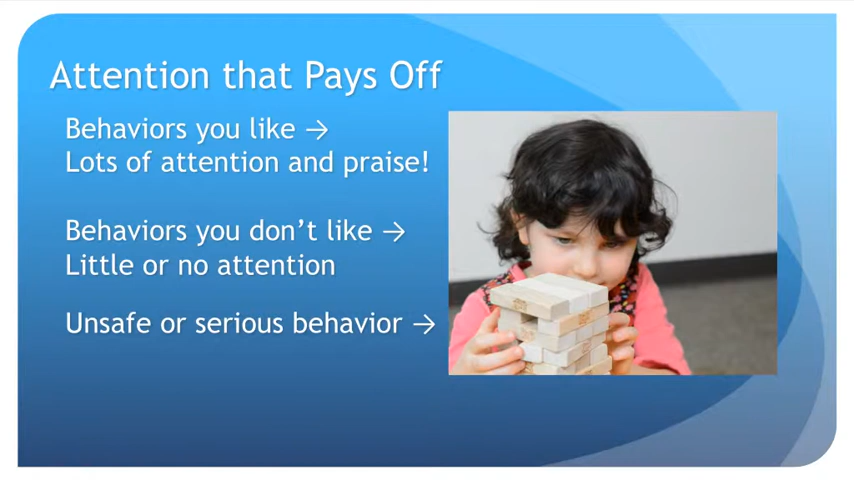 Attention that Pays Off
Behaviors you like →
Lots of attention and praise!
Behaviors you don’t like →
Little or no attention
Unsafe or serious behavior →